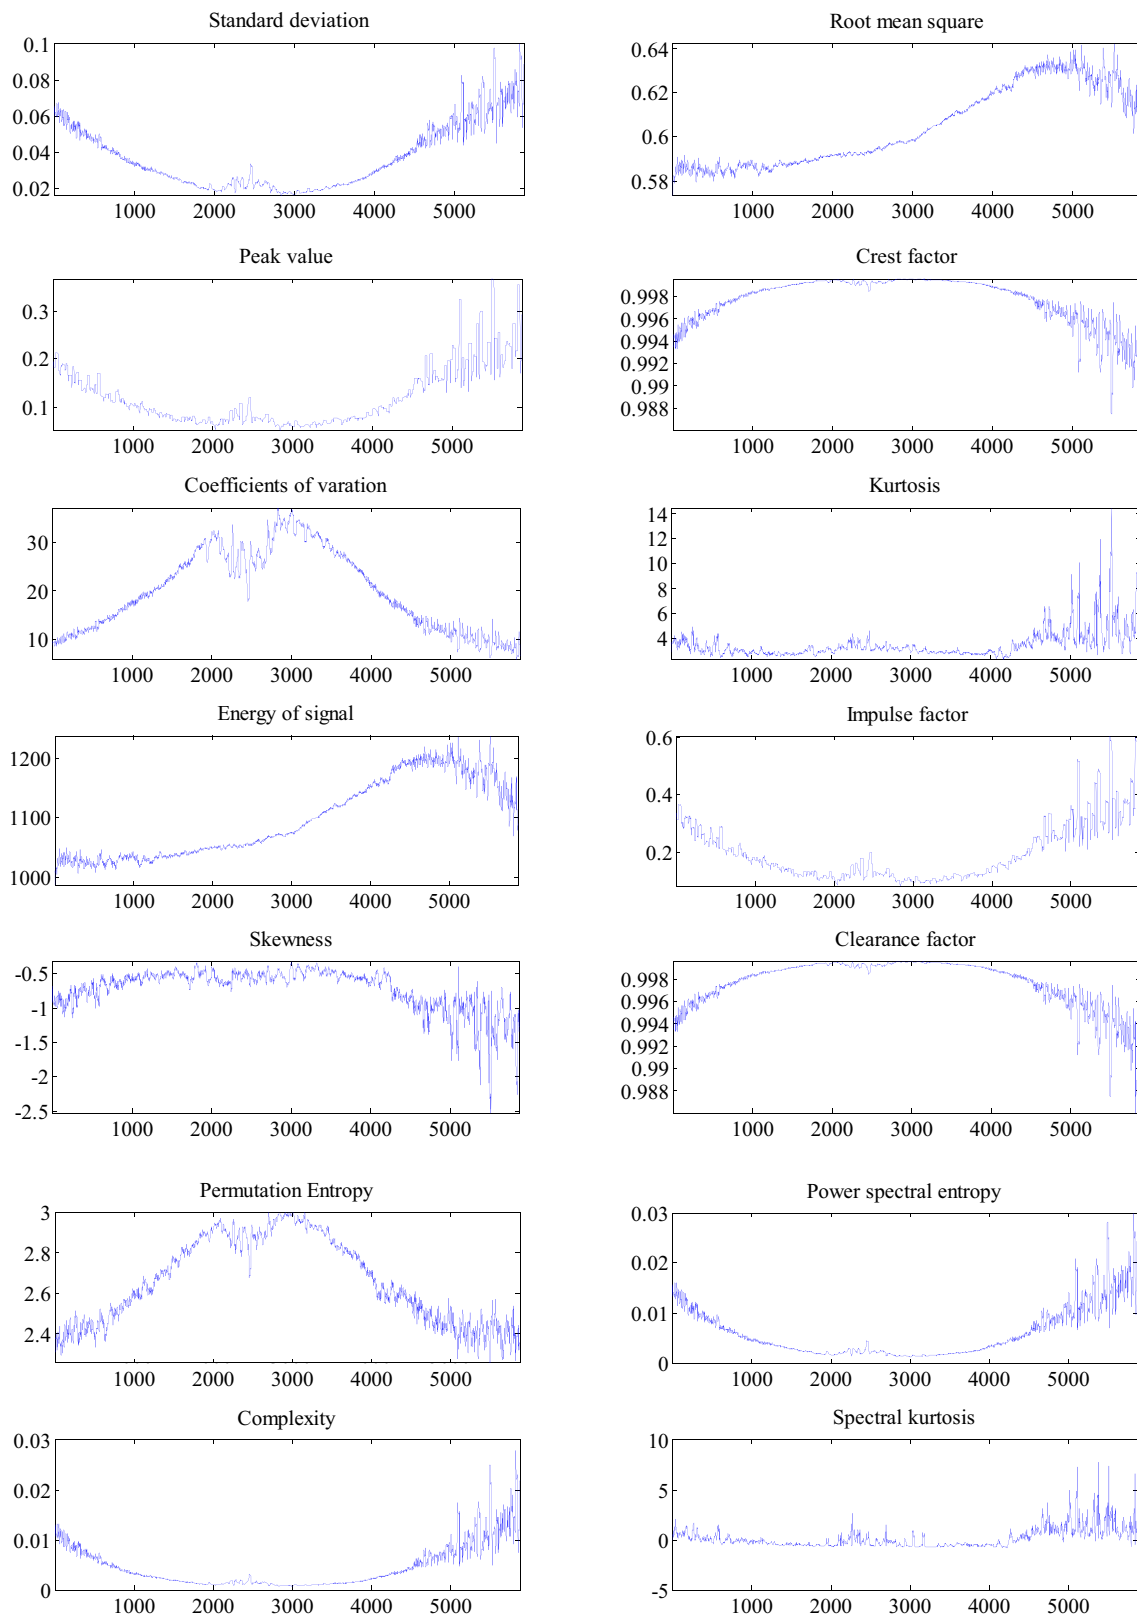 Standard deviation
0.1
0.08
0.06
0.04
0.02
1000 2000 3000 4000 5000
Root mean square
0.64
0.62
0.6
0.58
1000 2000 3000 4000 5000
Peak value
0.3
0.2
0.1
1000 2000 3000 4000 5000
Crest factor
0.998
0.996
0.994
0.992
0.99
0.988
1000 2000 3000 4000 5000
Coefficients of varation
30
20
10
1000 2000 3000 4000 5000
Kurtosis
14
12
10
8
6
4
1000 2000 3000 4000 5000
Energy of signal
1200
1100
1000
1000 2000 3000 4000 5000
Impulse factor
0.6
0.4
0.2
1000 2000 3000 4000 5000
Skewness
-0.5
-1
-1.5
-2
-2.5
1000 2000 3000 4000 5000
Clearance factor
0.998
0.996
0.994
0.992
0.99
0.988
1000 2000 3000 4000 5000
Permutation Entropy
3
2.8
2.6
2.4
1000 2000 3000 4000 5000
Power spectral entropy
0.03
0.02
0.01
0
1000 2000 3000 4000 5000
Complexity
0.03
0.02
0.01
0
1000 2000 3000 4000 5000
Spectral kurtosis
10
5
0
-5
1000 2000 3000 4000 5000